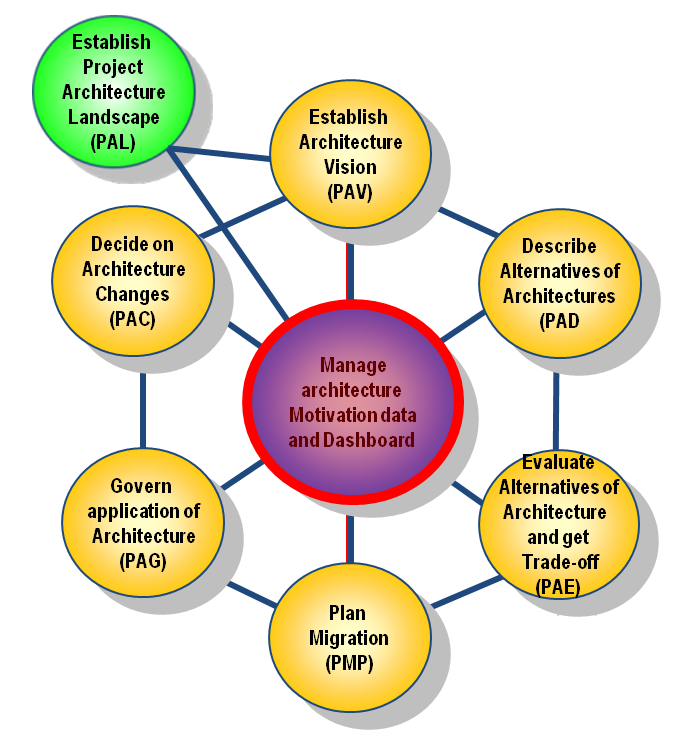 Establish
Project
Architecture
Landscape
(PAL)
Establish
Architecture
Vision
(PAV)
Decide on
Architecture
Changes
(PAC)
Describe
Alternatives of
Architectures
(PAD
Manage
architecture
Motivation data
and Dashboard
Govern
application of
Architecture
(PAG)
Evaluate
Alternatives of
Architecture
and get
Trade-off
(PAE)
Plan
Migration
(PMP)